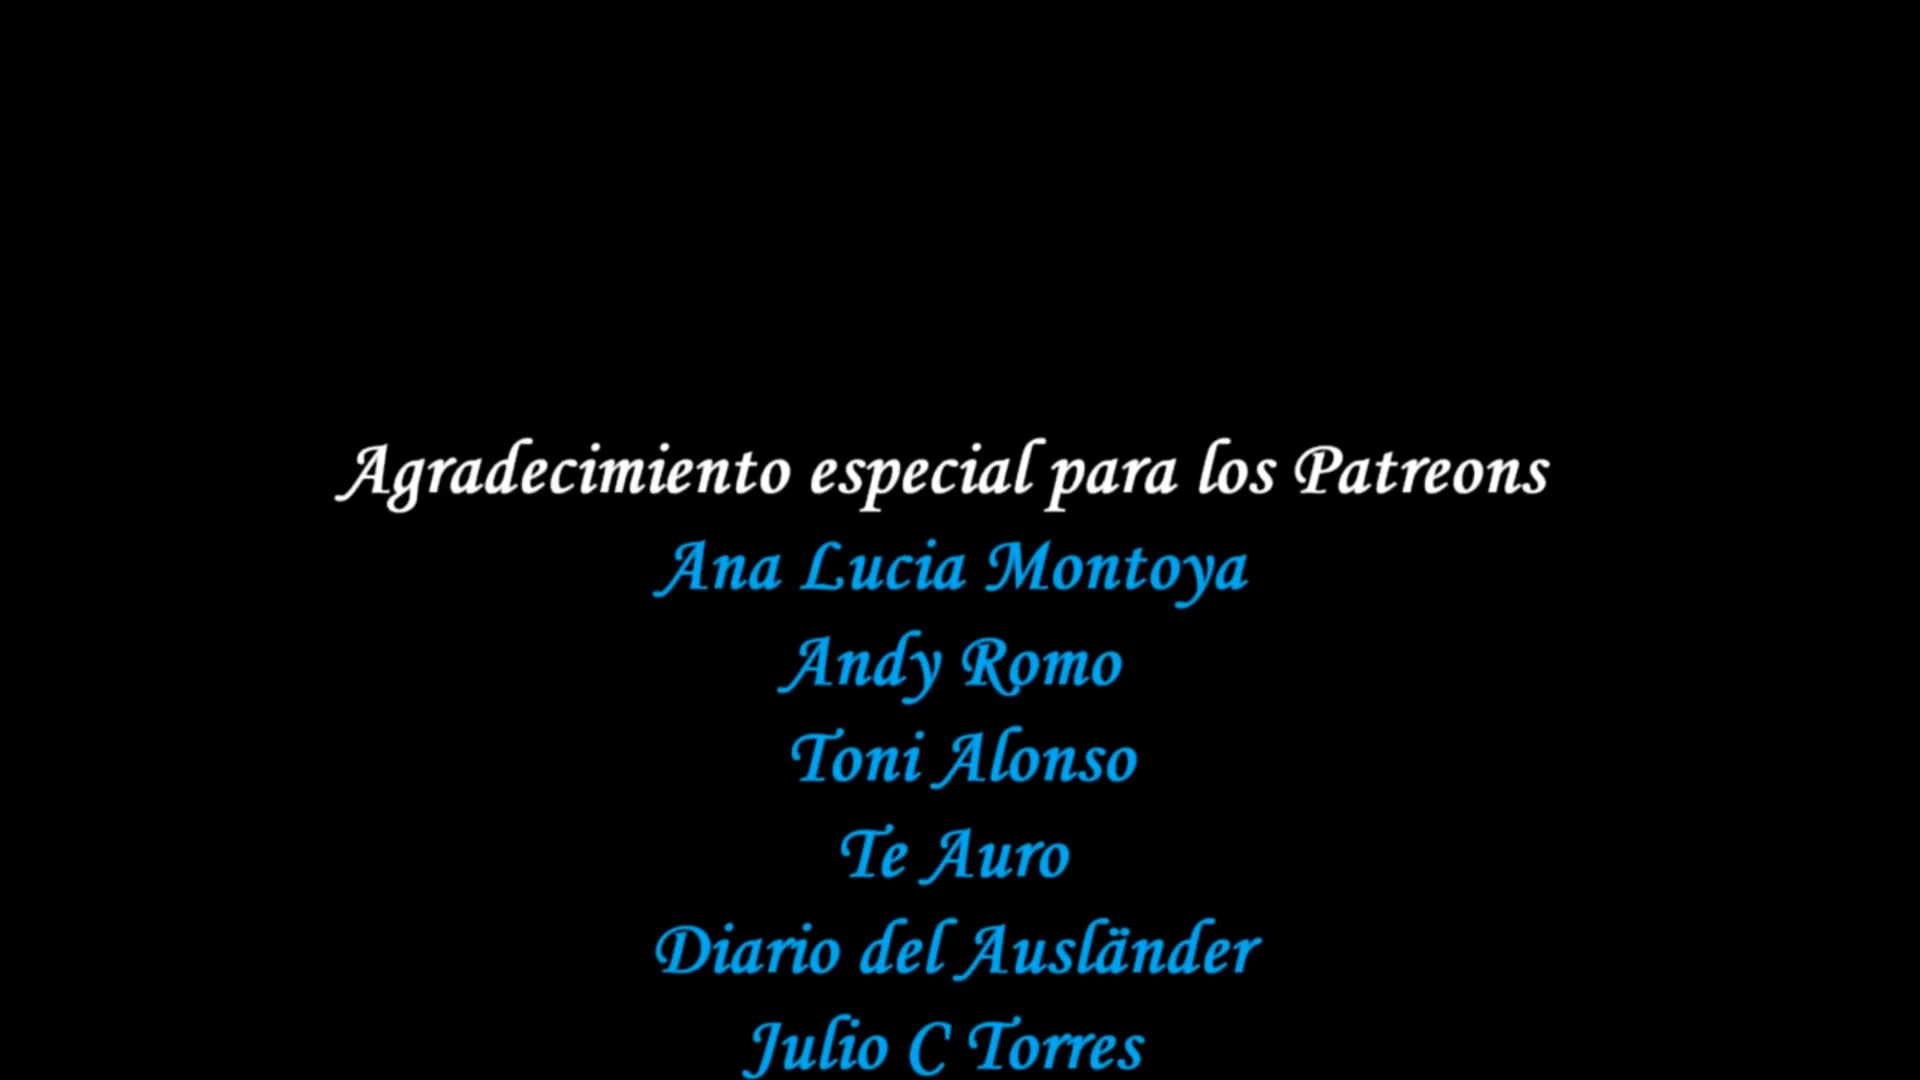 Agradecimiento especial para los Patreons
Ana Lucia Montoya
Andy Romo
Toni Alonso
Te Auro
Diario del Ausländer
Julio C Torres